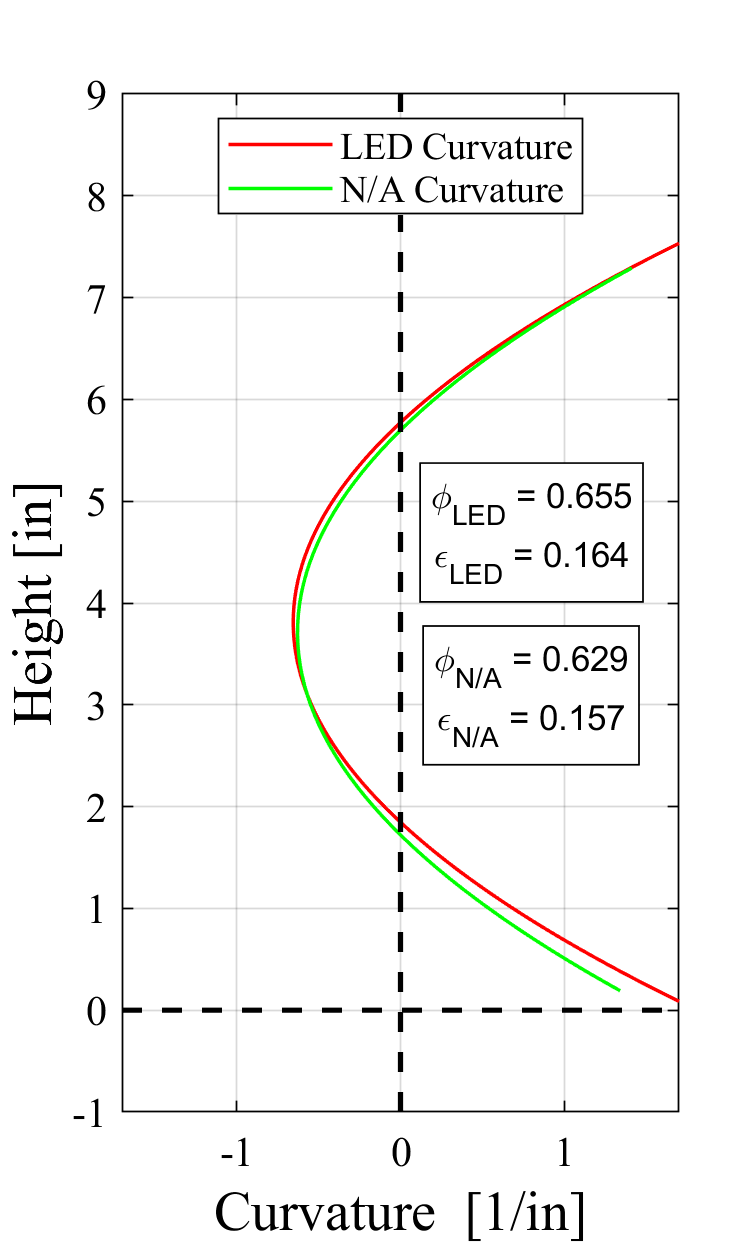 9
8
7
6
5
4
3
2
1
0
-1
-1
0
1
Height [in]
Curvature [1/in]
LED Curvature
N/A Curvature
ϕLED = 0.655
ϵLED = 0.164
ϕN/A = 0.629
ϵN/A = 0.157